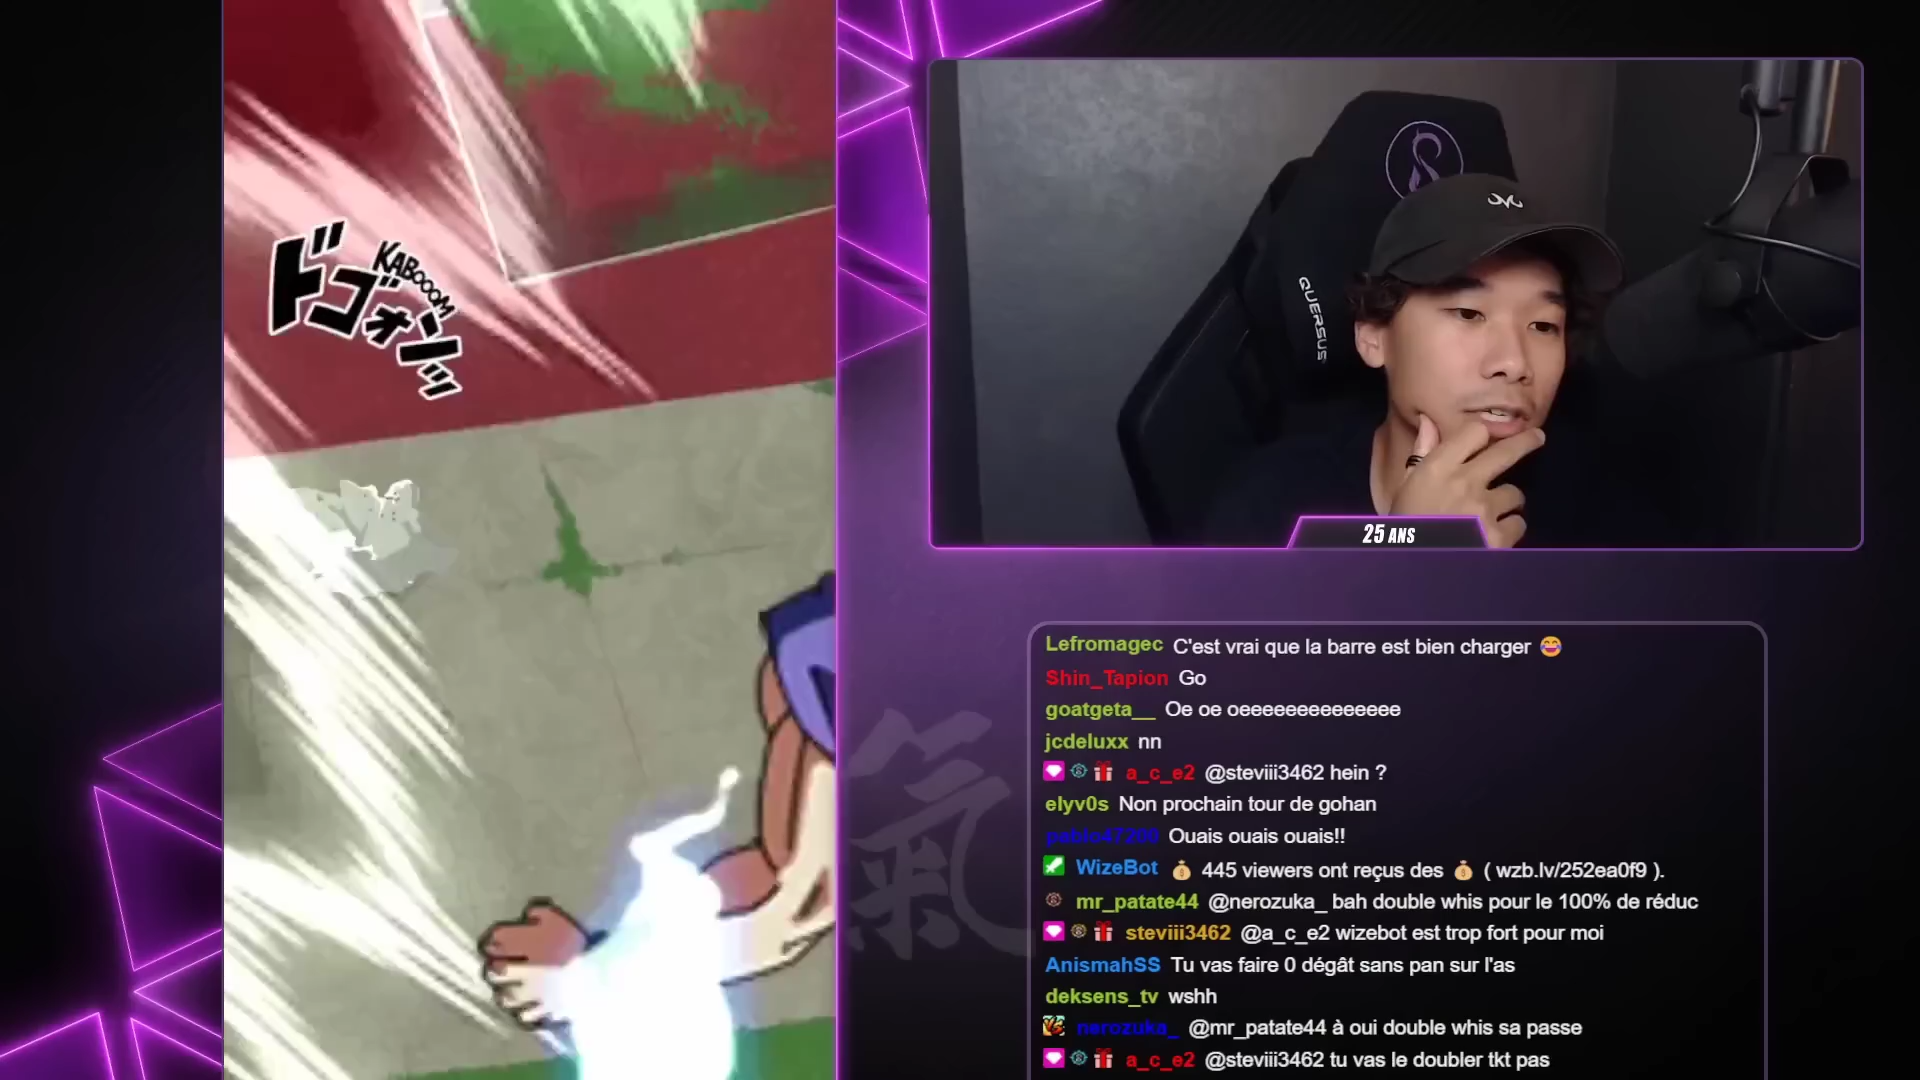 ドゴォンッ
KABOOOM
QUERSUS
25 ANS
氣
Lefromagec C'est vrai que la barre est bien charger 😂
Shin_Tapion Go
goatgeta__ Oe oe oeeeeeeeeeeeeee
jcdeluxx nn
a_c_e2 @steviii3462 hein ?
elyv0s Non prochain tour de gohan
pablo47200 Ouais ouais ouais!!
WizeBot 💰 445 viewers ont reçus des 💰 ( wzb.lv/252ea0f9 ).
mr_patate44 @nerozuka_ bah double whis pour le 100% de réduc
steviii3462 @a_c_e2 wizebot est trop fort pour moi
AnismahSS Tu vas faire 0 dégât sans pan sur l'as
deksens_tv wshh
nerozuka_ @mr_patate44 à oui double whis sa passe
a_c_e2 @steviii3462 tu vas le doubler tkt pas